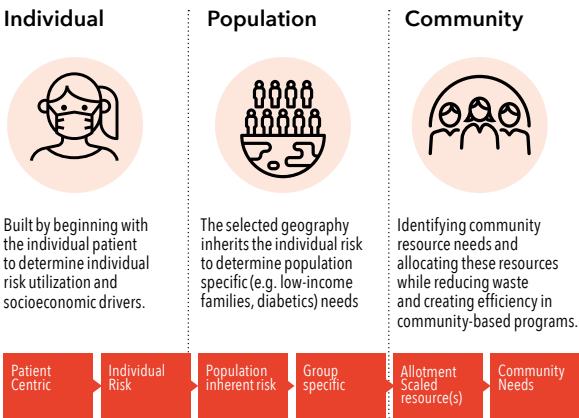 Individual
Built by beginning with
the individual patient
to determine individual
risk utilization and
socioeconomic drivers.
Population
The selected geography
inherits the individual risk
to determine population
specific (e.g. low-income
families, diabetics) needs
Community
Identifying community
resource needs and
allocating these resources
while reducing waste
and creating efficiency in
community-based programs.
Patient
Centric
Individual
Risk
Population
inherent risk
Group
specific
Allotment
Scaled
resource(s)
Community
Needs